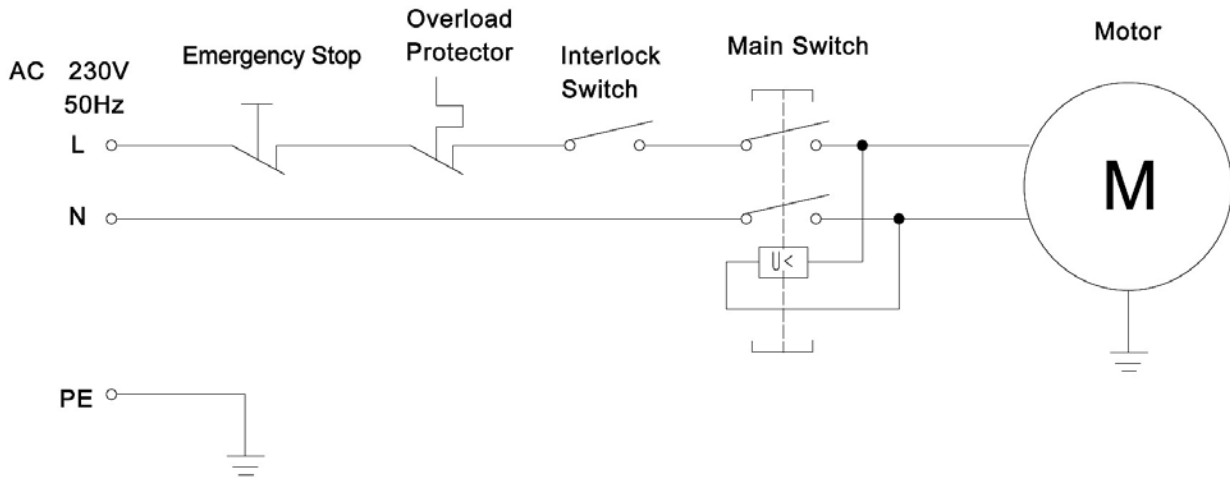 AC 230V
50Hz
Emergency Stop
Overload
Protector
Interlock
Switch
Main Switch
Motor
L
N
M
U<
PE